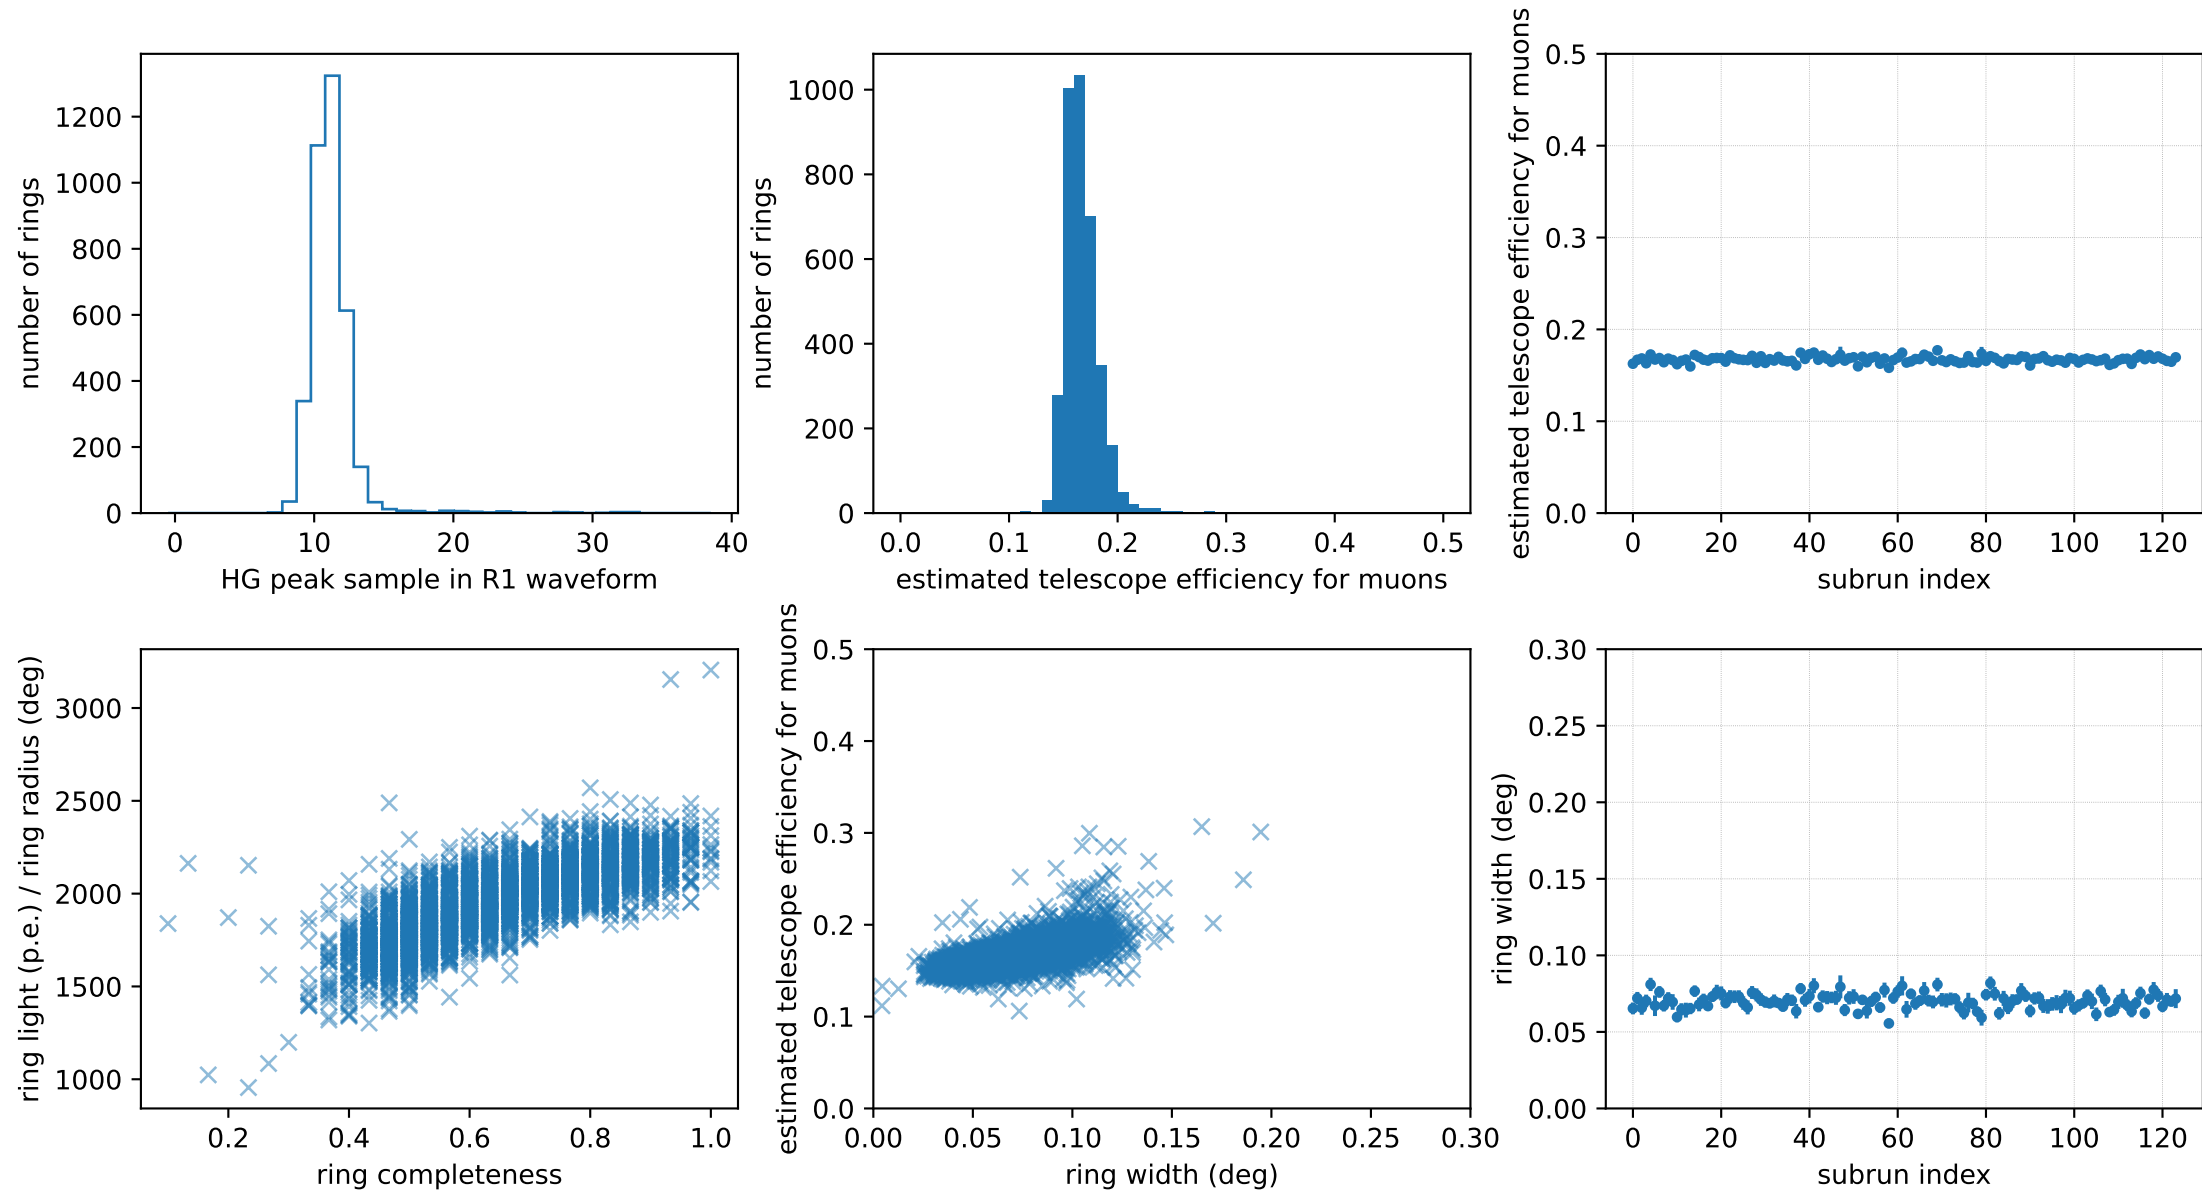 number of rings
1200
1000
800
600
400
200
0
0 10 20 30 40
HG peak sample in R1 waveform
number of rings
1000
800
600
400
200
0
0.0 0.1 0.2 0.3 0.4 0.5
estimated telescope efficiency for muons
estimated telescope efficiency for muons
0.5
0.4
0.3
0.2
0.1
0.0
0 20 40 60 80 100 120
subrun index
ring light (p.e.) / ring radius (deg)
3000
2500
2000
1500
1000
0.2 0.4 0.6 0.8 1.0
ring completeness
estimated telescope efficiency for muons
0.5
0.4
0.3
0.2
0.1
0.0
0.00 0.05 0.10 0.15 0.20 0.25 0.30
ring width (deg)
ring width (deg)
0.30
0.25
0.20
0.15
0.10
0.05
0.00
0 20 40 60 80 100 120
subrun index